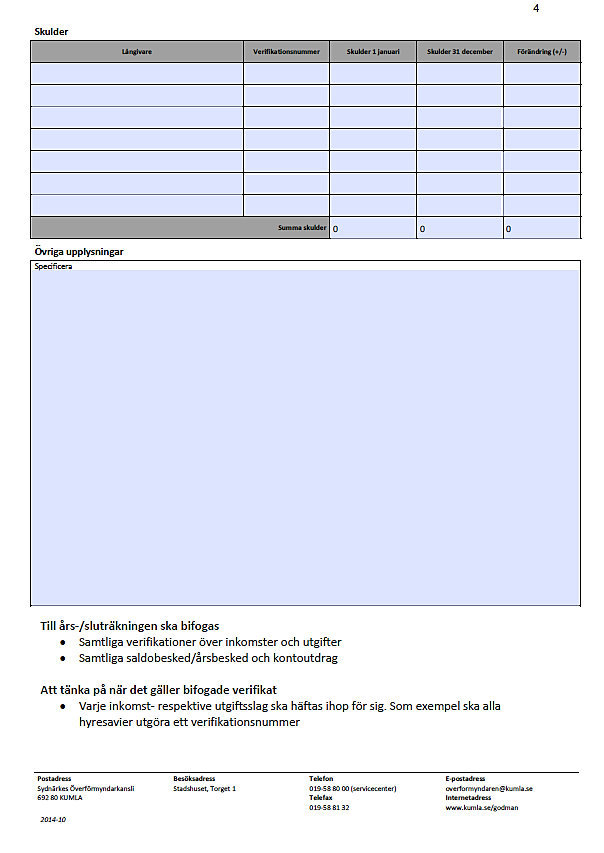 4
Skulder
Långivare Verifikationsnummer Skulder 1 januari Skulder 31 december Förändring (+/-)
Summa skulder 0 0 0
Övriga upplysningar
Specificera
Till års-/sluträkningen ska bifogas
• Samtliga verifikationer över inkomster och utgifter
• Samtliga saldobesked/årsbesked och kontoutdrag
Att tänka på när det gäller bifogade verifikat
• Varje inkomst- respektive utgiftsslag ska häftas ihop för sig. Som exempel ska alla
hyresavier utgöra ett verifikationsnummer
Postadress Besöksadress Telefon E-postadress
Sydnärkes Överförmyndarkansli Stadshuset, Torget 1 019-58 80 00 (servicecenter) overformyndaren@kumla.se
692 80 KUMLA Telefax Internetadress
019-58 81 32 www.kumla.se/godman
2014-10